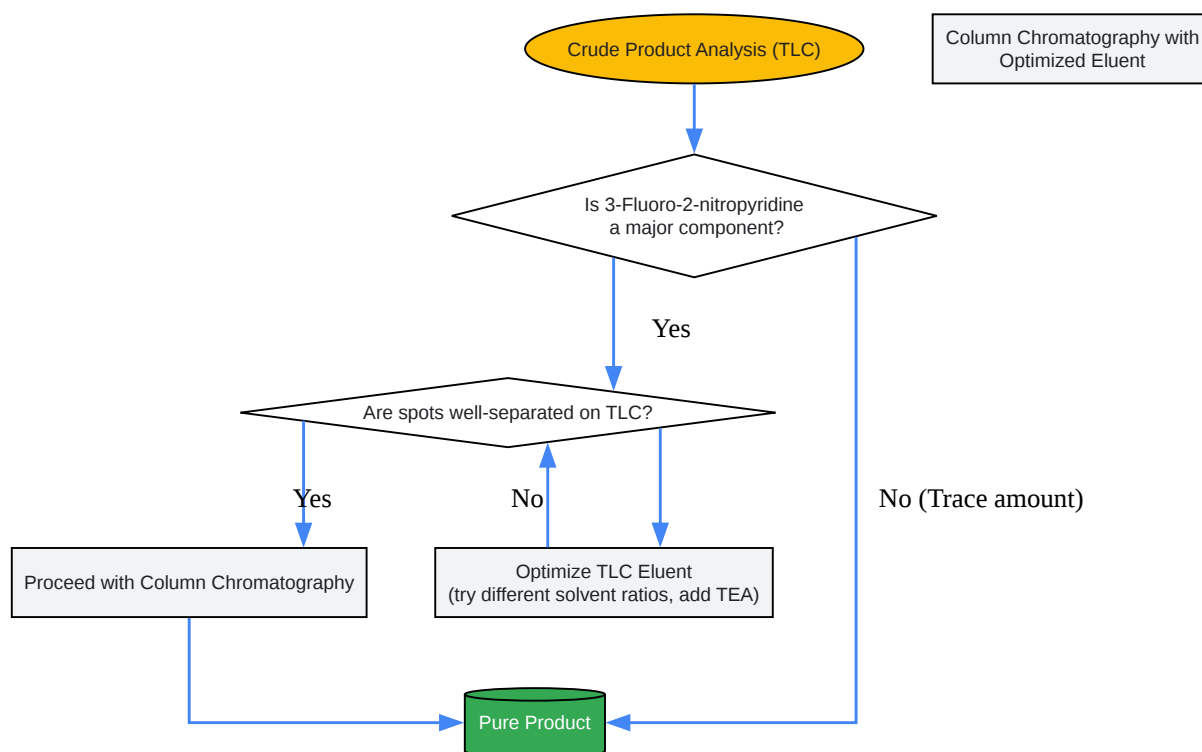 Crude Product Analysis (TLC)
Column Chromatography with
Optimized Eluent
Is 3-Fluoro-2-nitropyridine
a major component?
Yes
Are spots well-separated on TLC?
Yes
No
No (Trace amount)
Proceed with Column Chromatography
Optimize TLC Eluent
(try different solvent ratios, add TEA)
Pure Product